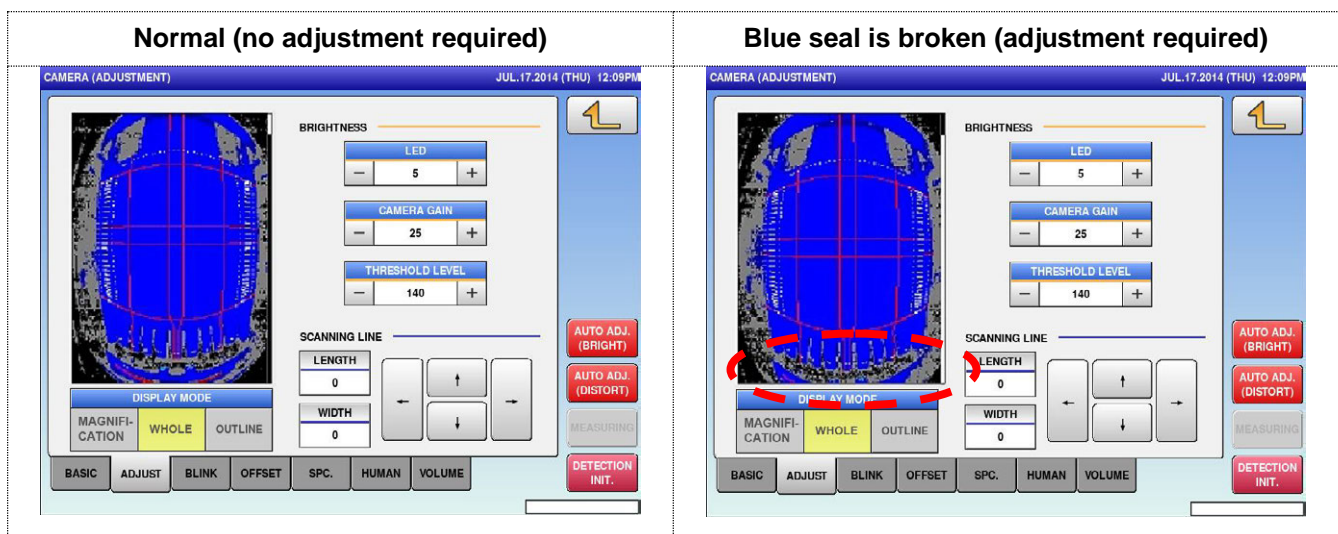 Normal (no adjustment required)
CAMERA (ADJUSTMENT) JUL.17.2014 (THU) 12:09PM
BRIGHTNESS
LED
− 5 +
CAMERA GAIN
− 25 +
THRESHOLD LEVEL
− 140 +
SCANNING LINE
LENGTH
0
← ↑ ↓ →
WIDTH
0
DISPLAY MODE
MAGNIFI-
CATION
WHOLE
OUTLINE
AUTO ADJ.
(BRIGHT)
AUTO ADJ.
(DISTORT)
MEASURING
DETECTION
INIT.
BASIC ADJUST BLINK OFFSET SPC. HUMAN VOLUME
Blue seal is broken (adjustment required)
CAMERA (ADJUSTMENT) JUL.17.2014 (THU) 12:09PM
BRIGHTNESS
LED
− 5 +
CAMERA GAIN
− 25 +
THRESHOLD LEVEL
− 140 +
SCANNING LINE
LENGTH
0
← ↑ ↓ →
WIDTH
0
DISPLAY MODE
MAGNIFI-
CATION
WHOLE
OUTLINE
AUTO ADJ.
(BRIGHT)
AUTO ADJ.
(DISTORT)
MEASURING
DETECTION
INIT.
BASIC ADJUST BLINK OFFSET SPC. HUMAN VOLUME